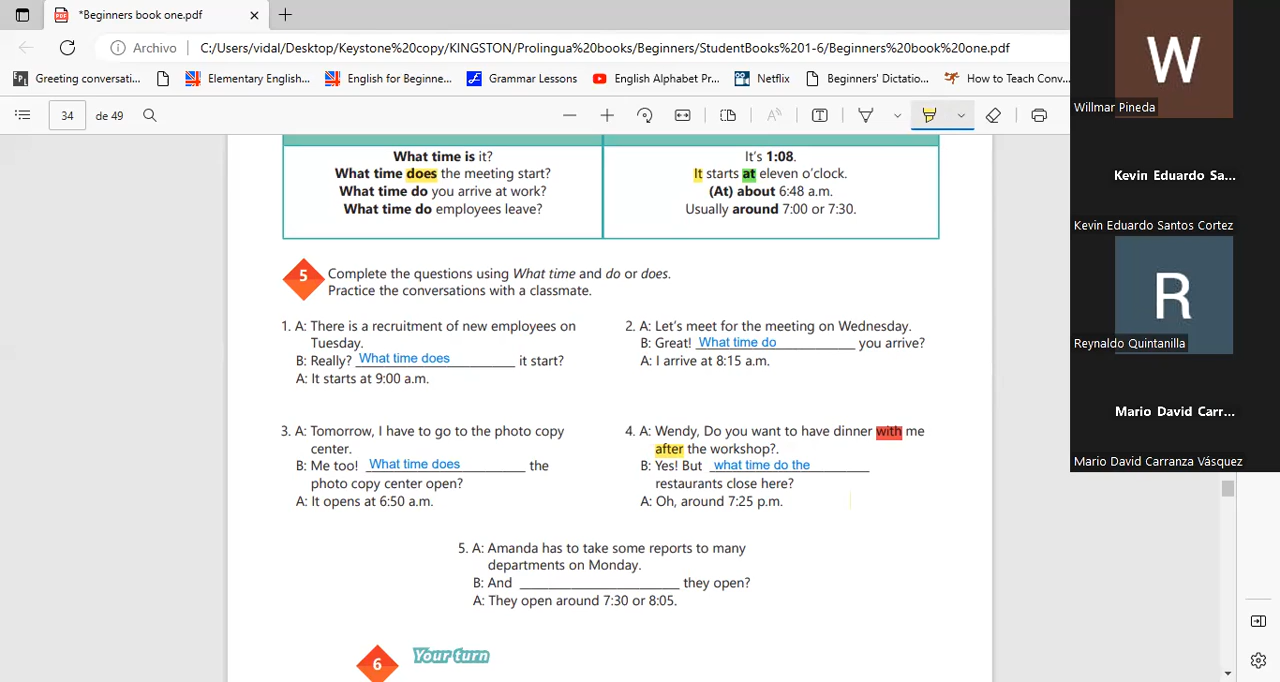 *Beginners book one.pdf
Archivo
C:/Users/vidal/Desktop/Keystone%20copy/KINGSTON/Prolingua%20books/Beginners/StudentBooks%201-6/Beginners%20book%20one.pdf
Greeting conversati...
Elementary English...
English for Beginne...
Grammar Lessons
English Alphabet Pr...
Netflix
Beginners' Dictatio...
How to Teach Conv...
34 de 49
What time is it?
What time does the meeting start?
What time do you arrive at work?
What time do employees leave?
It's 1:08.
It starts at eleven o'clock.
(At) about 6:48 a.m.
Usually around 7:00 or 7:30.
5
Complete the questions using What time and do or does.
Practice the conversations with a classmate.
1. A: There is a recruitment of new employees on
Tuesday.
B: Really? What time does it start?
A: It starts at 9:00 a.m.
2. A: Let's meet for the meeting on Wednesday.
B: Great! What time do you arrive?
A: I arrive at 8:15 a.m.
3. A: Tomorrow, I have to go to the photo copy
center.
B: Me too! What time does the
photo copy center open?
A: It opens at 6:50 a.m.
4. A: Wendy, Do you want to have dinner with me
after the workshop?.
B: Yes! But what time do the
restaurants close here?
A: Oh, around 7:25 p.m.
5. A: Amanda has to take some reports to many
departments on Monday.
B: And ____________________ they open?
A: They open around 7:30 or 8:05.
6
Your turn
W
Willmar Pineda
Kevin Eduardo Sa...
Kevin Eduardo Santos Cortez
R
Reynaldo Quintanilla
Mario David Carr...
Mario David Carranza Vásquez